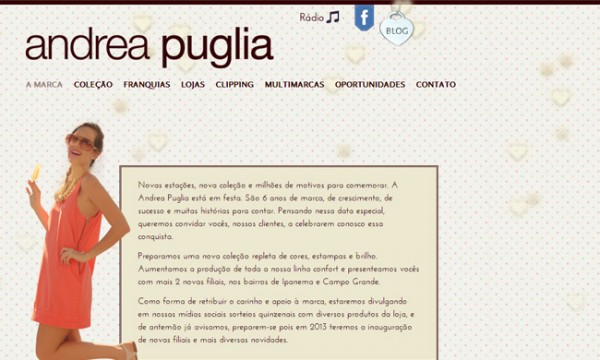 Rádio
BLOG
andrea puglia
A MARCA COLEÇÃO FRANQUIAS LOJAS CLIPPING MULTIMARCAS OPORTUNIDADES CONTATO
Novas estações, nova coleção e milhões de motivos para comemorar. A
Andrea Puglia está em festa. São 6 anos de marca, de crescimento, de
sucesso e muitas histórias para contar. Pensando nessa data especial,
queremos convidar vocês, nossos clientes, a celebrarem conosco essa
conquista.
Preparamos uma nova coleção repleta de cores, estampas e brilho.
Aumentamos a produção de toda a nossa linha confort e presenteamos vocês
com mais 2 novas filiais, nos bairros de Ipanema e Campo Grande.
Como forma de retribuir o carinho e apoio à marca, estaremos divulgando
em nossas mídias sociais sorteios quinzenais com diversos produtos da loja, e
de antemão já avisamos, preparem-se pois em 2013 teremos a inauguração
de novas filiais e mais diversas novidades.